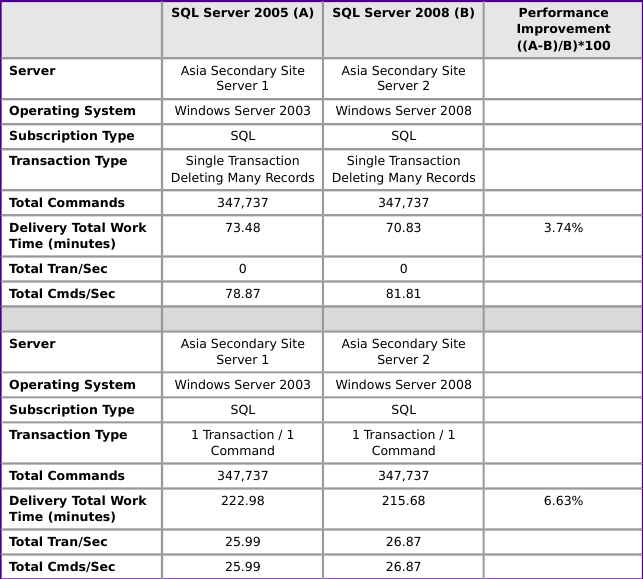 SQL Server 2005 (A) SQL Server 2008 (B) Performance
Improvement
((A-B)/B)*100
Server Asia Secondary Site Asia Secondary Site
Server 1 Server 2
Operating System Windows Server 2003 Windows Server 2008
Subscription Type SQL SQL
Transaction Type Single Transaction Single Transaction
Deleting Many Records Deleting Many Records
Total Commands 347,737 347,737
Delivery Total Work 73.48 70.83 3.74%
Time (minutes)
Total Tran/Sec 0 0
Total Cmds/Sec 78.87 81.81
Server Asia Secondary Site Asia Secondary Site
Server 1 Server 2
Operating System Windows Server 2003 Windows Server 2008
Subscription Type SQL SQL
Transaction Type 1 Transaction / 1 1 Transaction / 1
Command Command
Total Commands 347,737 347,737
Delivery Total Work 222.98 215.68 6.63%
Time (minutes)
Total Tran/Sec 25.99 26.87
Total Cmds/Sec 25.99 26.87